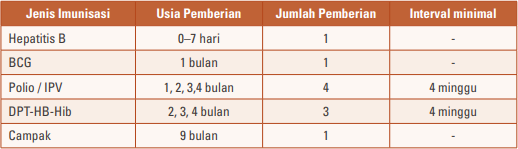 Jenis Imunisasi Usia Pemberian Jumlah Pemberian Interval minimal
Hepatitis B 0–7 hari 1 -
BCG 1 bulan 1 -
Polio / IPV 1, 2, 3,4 bulan 4 4 minggu
DPT-HB-Hib 2, 3, 4 bulan 3 4 minggu
Campak 9 bulan 1 -